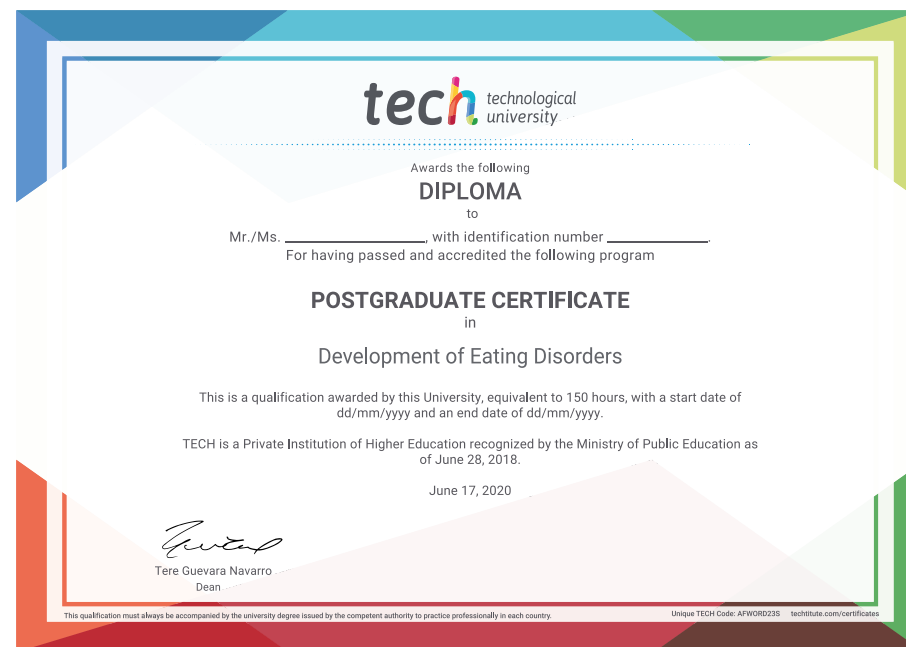 tech technological
university
Awards the following
DIPLOMA
to
Mr./Ms. ____________________, with identification number ______________.
For having passed and accredited the following program
POSTGRADUATE CERTIFICATE
in
Development of Eating Disorders
This is a qualification awarded by this University, equivalent to 150 hours, with a start date of
dd/mm/yyyy and an end date of dd/mm/yyyy.
TECH is a Private Institution of Higher Education recognized by the Ministry of Public Education as
of June 28, 2018.
June 17, 2020
Tere Guevara Navarro
Dean
This qualification must always be accompanied by the university degree issued by the competent authority to practice professionally in each country.
Unique TECH Code: AFWORD23S techtitute.com/certificates